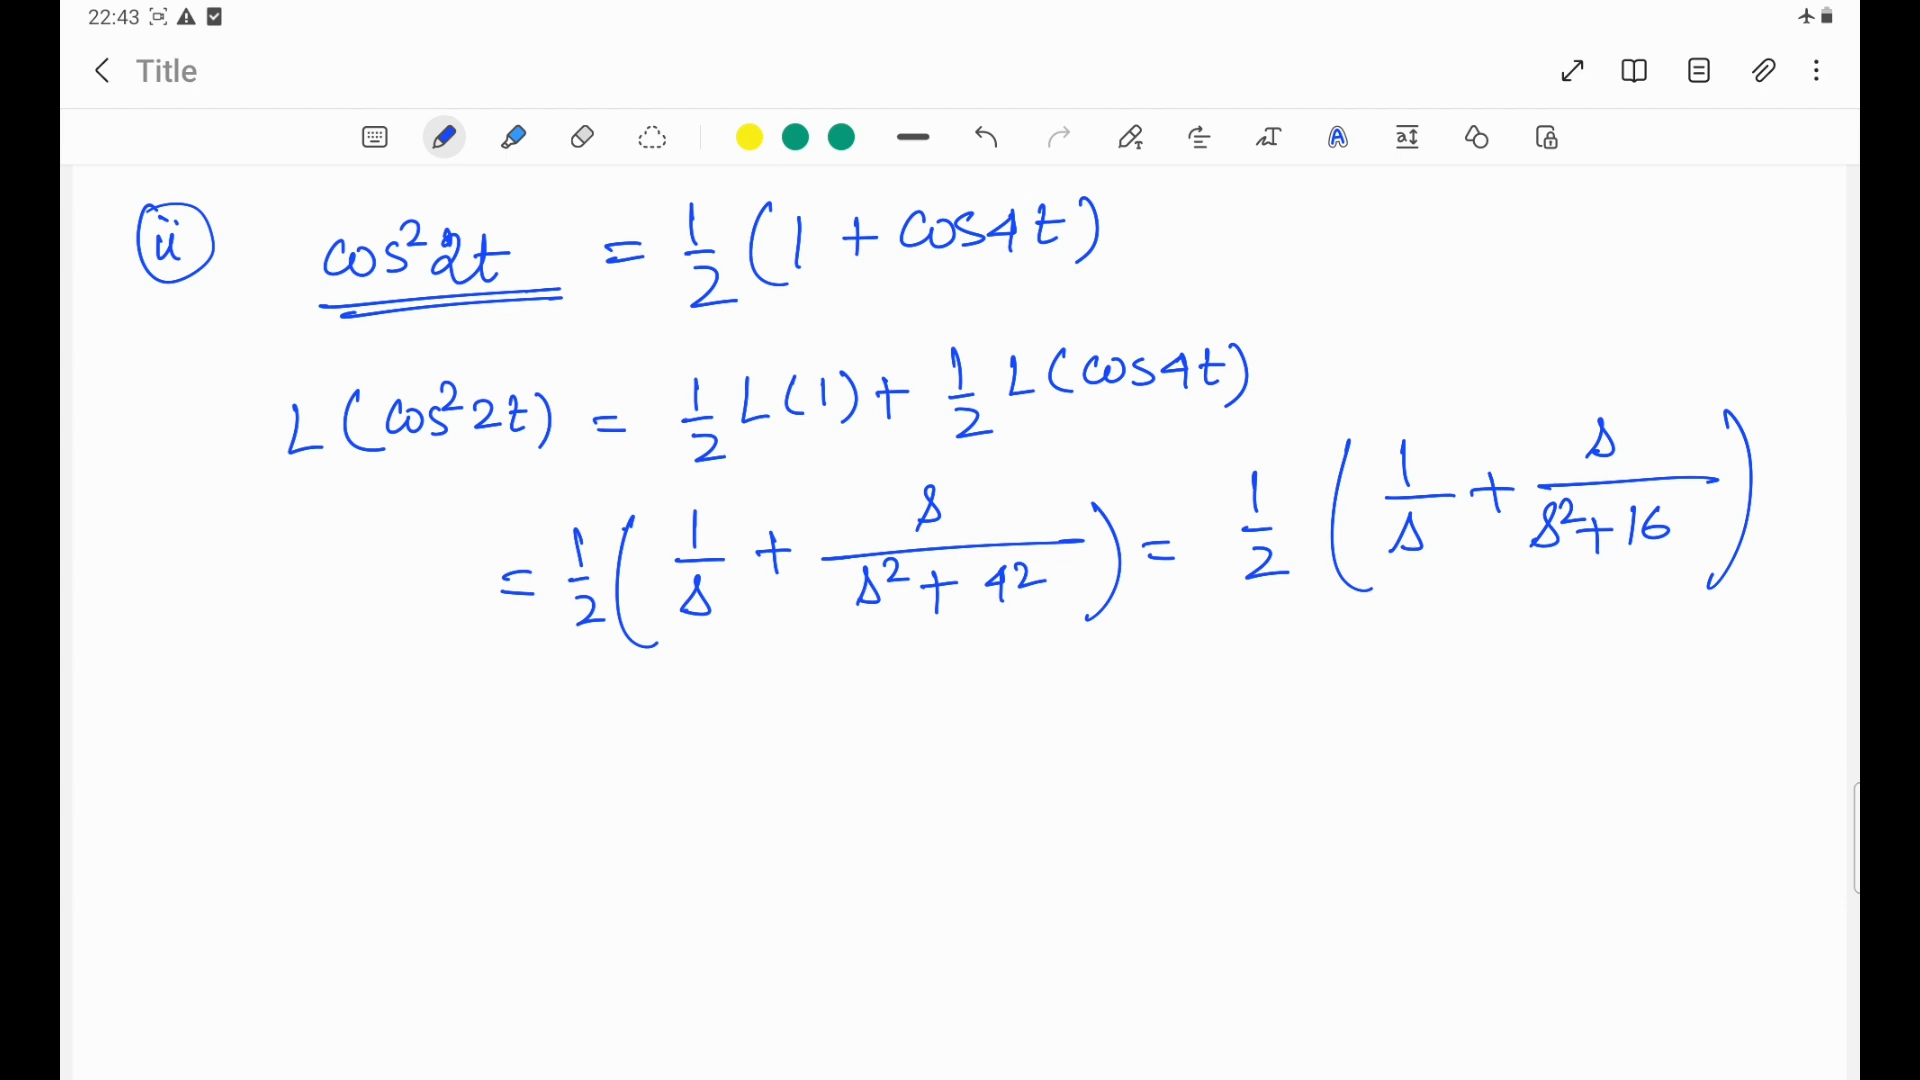 22:43
Title
ii cos²2t = 1/2 (1 + cos4t)
L(cos²2t) = 1/2 L(1) + 1/2 L(cos4t)
= 1/2 (1/s + s/(s²+4²)) = 1/2 (1/s + s/(s²+16))